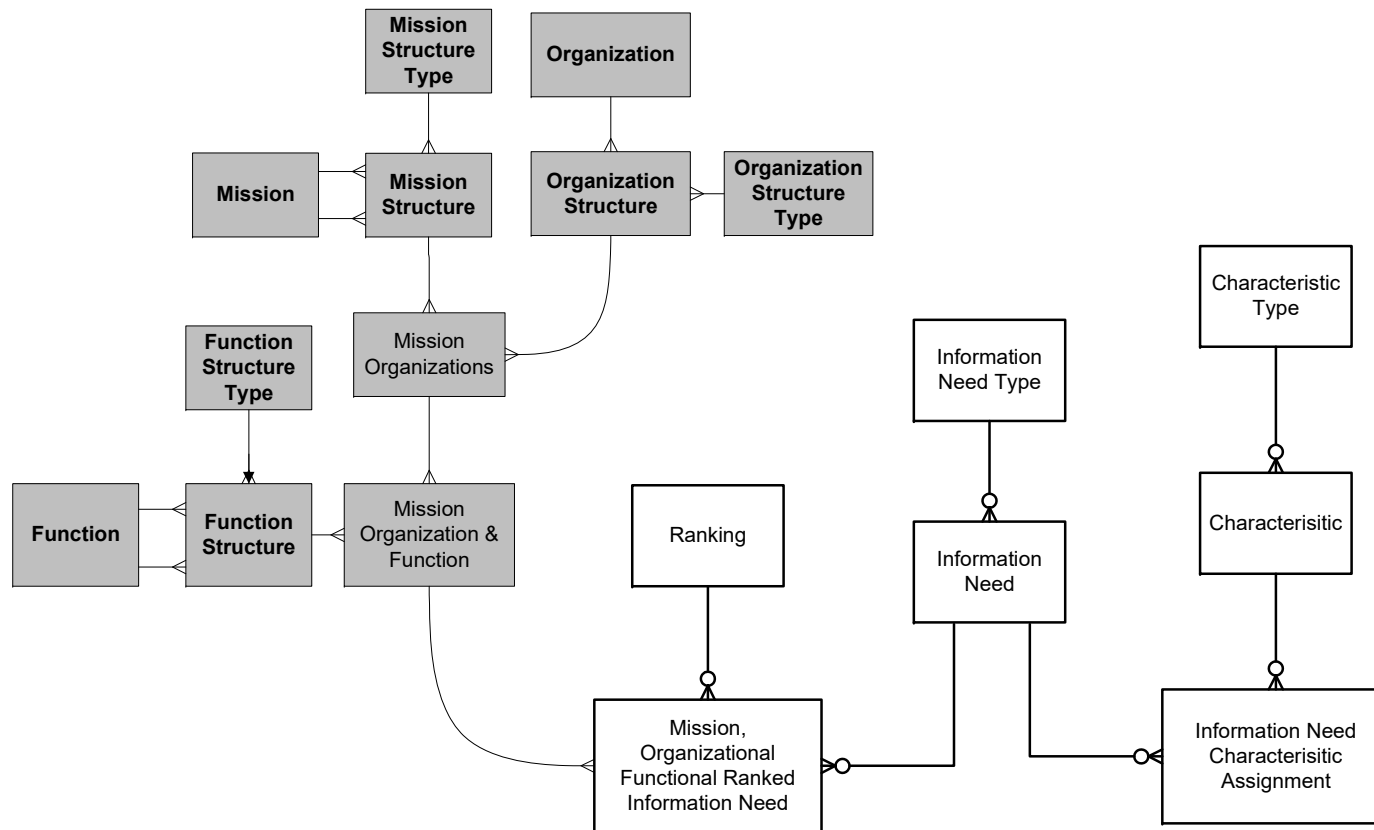 Mission
Structure
Type
Organization
Mission
Mission
Structure
Organization
Structure
Organization
Structure
Type
Characteristic
Type
Function
Structure
Type
Mission
Organizations
Information
Need Type
Function
Function
Structure
Mission
Organization &
Function
Ranking
Information
Need
Characterisitic
Mission,
Organizational
Functional Ranked
Information Need
Information Need
Characterisitic
Assignment